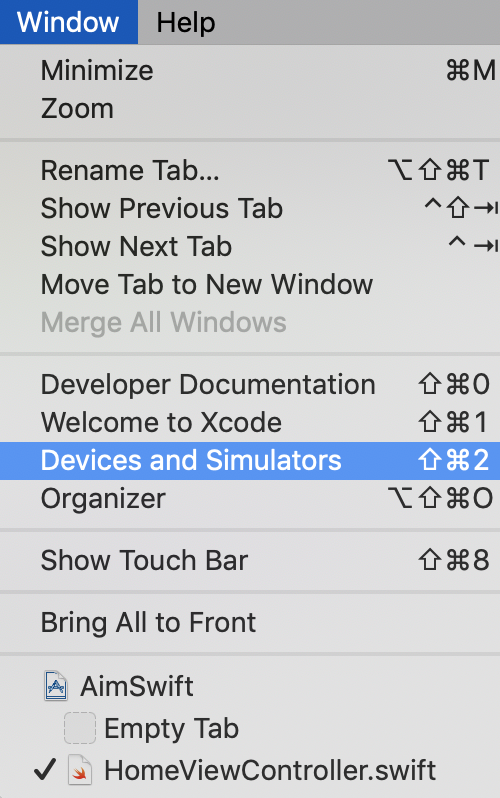 Window Help
Minimize ⌘M
Zoom
Rename Tab... ⌥⇧⌘T
Show Previous Tab ^⇧⇥
Show Next Tab ^⇥
Move Tab to New Window
Merge All Windows
Developer Documentation ⇧⌘0
Welcome to Xcode ⇧⌘1
Devices and Simulators ⇧⌘2
Organizer ⌥⇧⌘O
Show Touch Bar ⇧⌘8
Bring All to Front
AimSwift
Empty Tab
✓ HomeViewController.swift